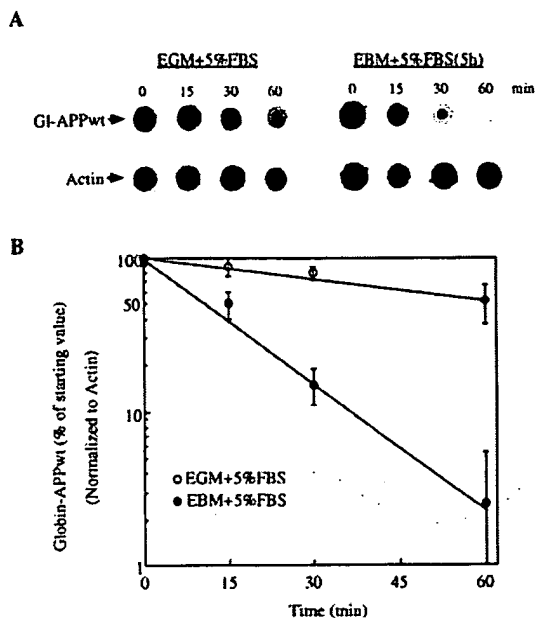 A
EGM+5%FBS EBM+5%FBS(5h)
0 15 30 60 0 15 30 60 min
Gl-APPwt
Actin
B
Globin-APPwt (% of starting value)
(Normalized to Actin)
100
50
10
1
EGM+5%FBS
EBM+5%FBS
0 15 30 45 60
Time (min)